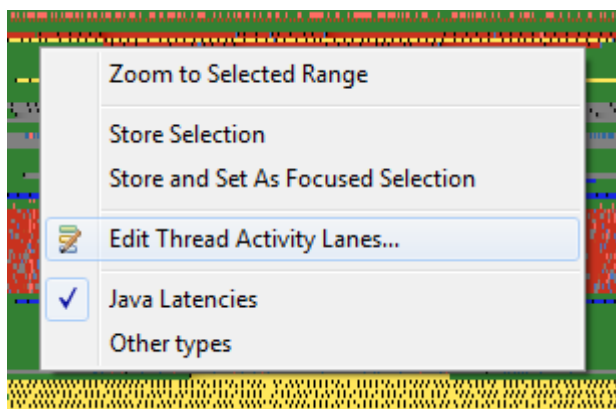 Zoom to Selected Range
Store Selection
Store and Set As Focused Selection
Edit Thread Activity Lanes...
Java Latencies
Other types